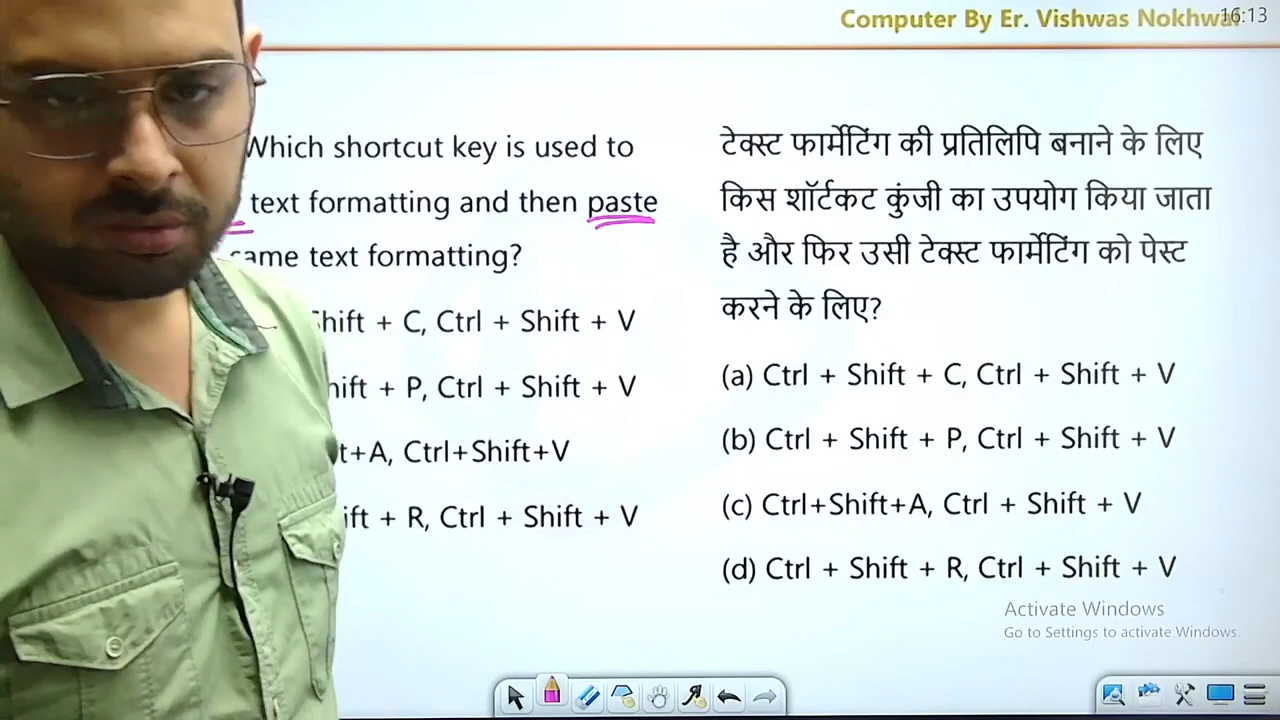 Computer By Er. Vishwas Nokhwal
16:13
Which shortcut key is used to
text formatting and then paste
same text formatting?
Shift + C, Ctrl + Shift + V
+ P, Ctrl + Shift + V
+A, Ctrl+Shift+V
+ R, Ctrl + Shift + V
टेक्स्ट फार्मेटिंग की प्रतिलिपि बनाने के लिए
किस शॉर्टकट कुंजी का उपयोग किया जाता
है और फिर उसी टेक्स्ट फार्मेटिंग को पेस्ट
करने के लिए?
(a) Ctrl + Shift + C, Ctrl + Shift + V
(b) Ctrl + Shift + P, Ctrl + Shift + V
(c) Ctrl+Shift+A, Ctrl + Shift + V
(d) Ctrl + Shift + R, Ctrl + Shift + V
Activate Windows
Go to Settings to activate Windows.